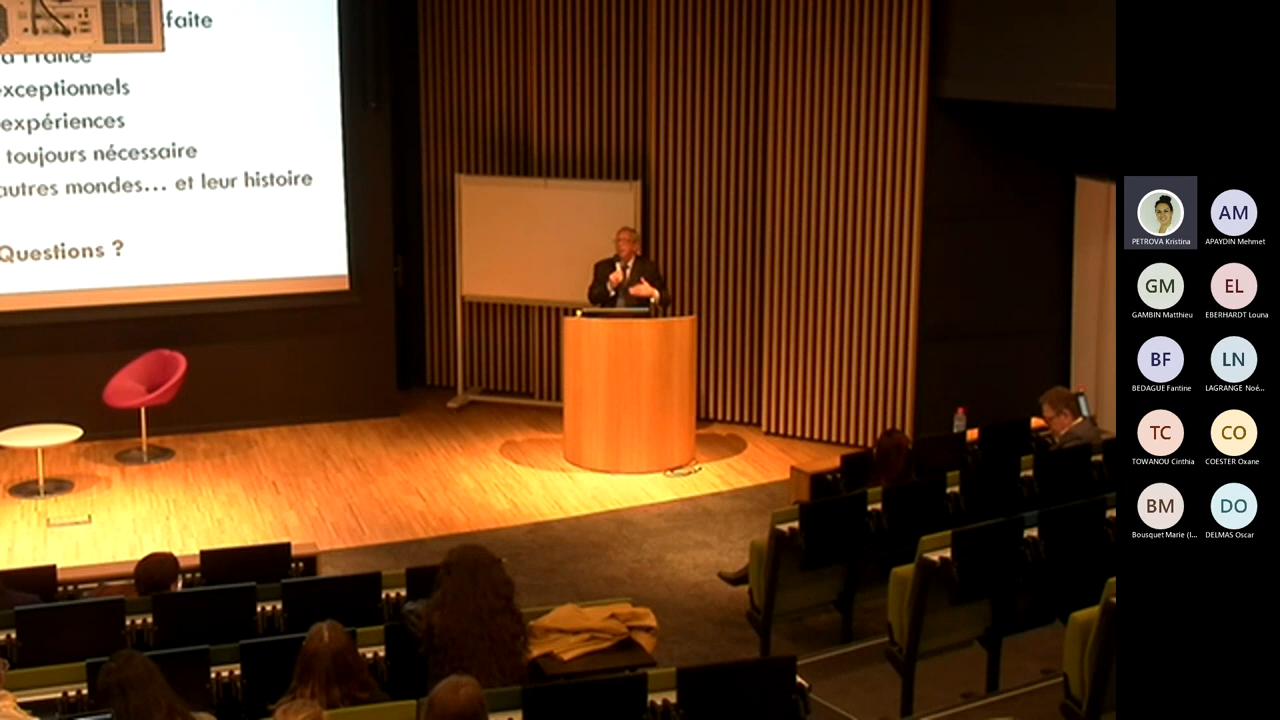 faite
France
exceptionnels
expériences
toujours nécessaire
autres mondes... et leur histoire
Questions ?
PETROVA Kristina
AM
APAYDIN Mehmet
GM
GAMBIN Matthieu
EL
EBERHARDT Louna
BF
BEDAGUE Fantine
LN
LAGRANGE Noé...
TC
TOWANOU Cinthia
CO
COESTER Oxane
BM
Bousquet Marie (I...
DO
DELMAS Oscar